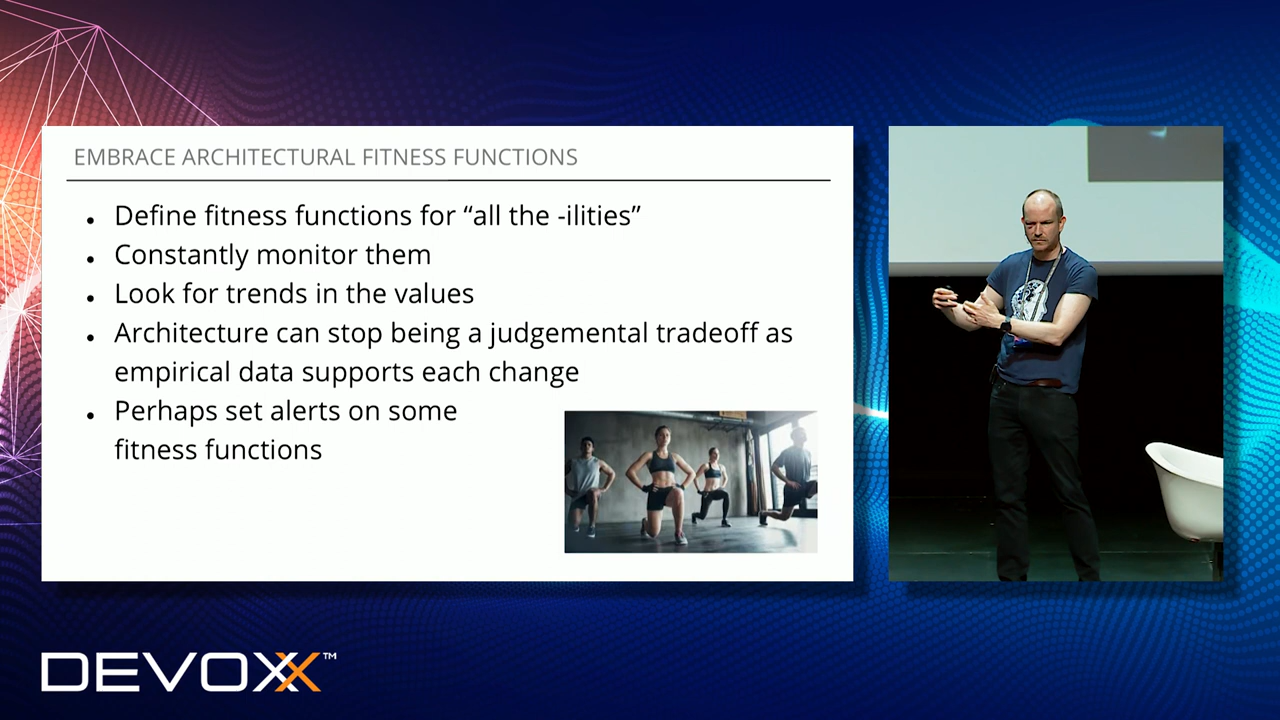 EMBRACE ARCHITECTURAL FITNESS FUNCTIONS
• Define fitness functions for “all the -ilities”
• Constantly monitor them
• Look for trends in the values
• Architecture can stop being a judgemental tradeoff as
empirical data supports each change
• Perhaps set alerts on some
fitness functions
DEVOXX™